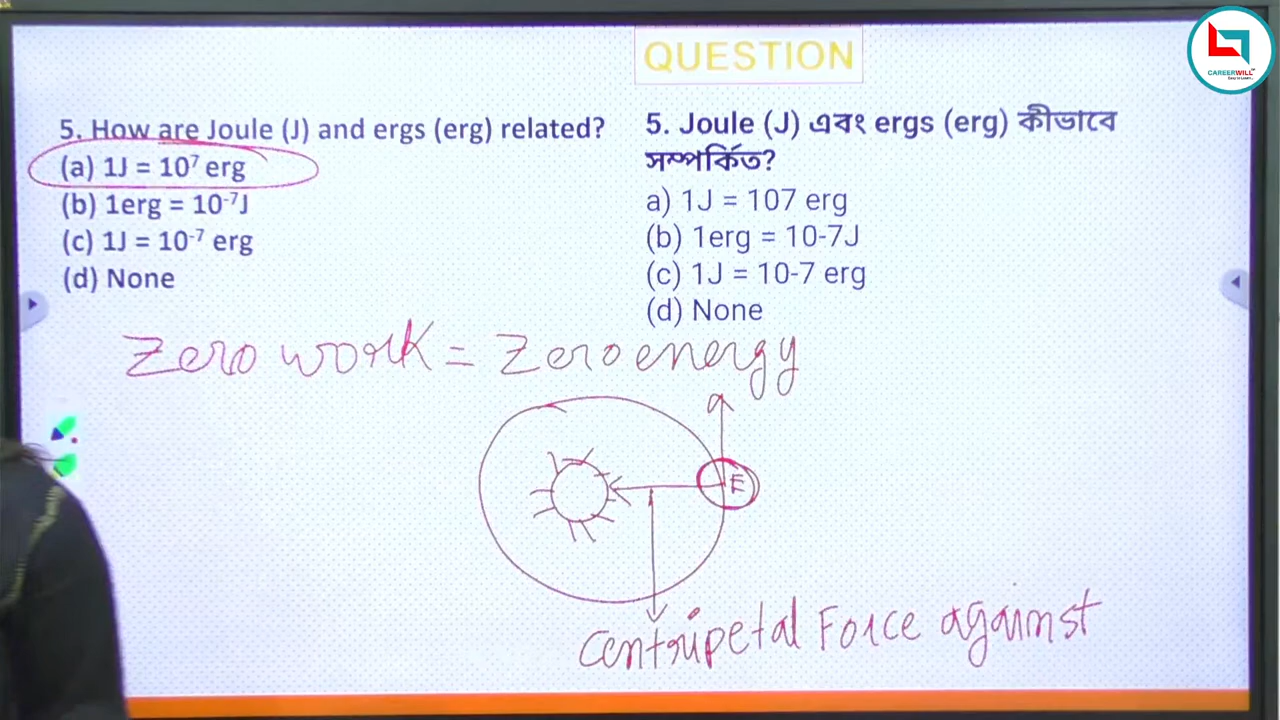 QUESTION
CAREERWILL
5. How are Joule (J) and ergs (erg) related?
(a) 1J = 10⁷ erg
(b) 1erg = 10⁻⁷J
(c) 1J = 10⁻⁷ erg
(d) None
5. Joule (J) এবং ergs (erg) কীভাবে
সম্পর্কিত?
a) 1J = 107 erg
(b) 1erg = 10-7J
(c) 1J = 10-7 erg
(d) None
Zero work = Zero energy
E
Centripetal Force against